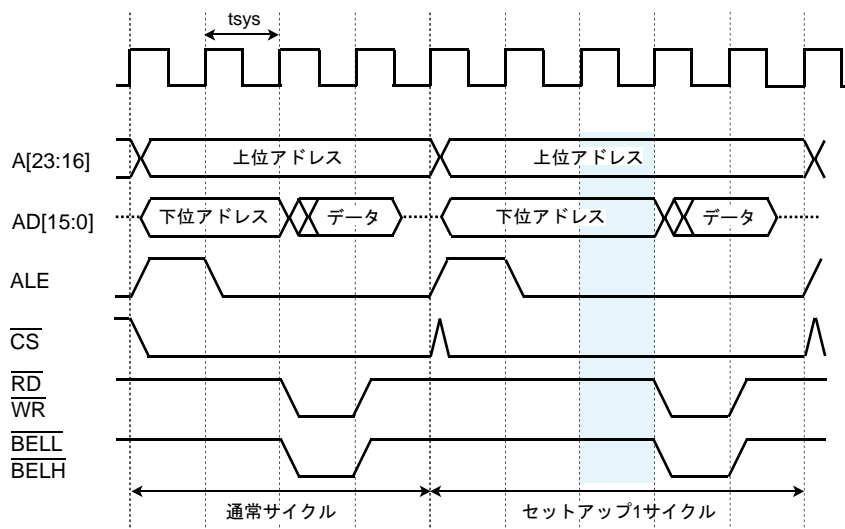 tsys
A[23:16]
上位アドレス
上位アドレス
AD[15:0]
下位アドレス
データ
下位アドレス
データ
ALE
CS
RD
WR
BELL
BELH
通常サイクル
セットアップ1サイクル